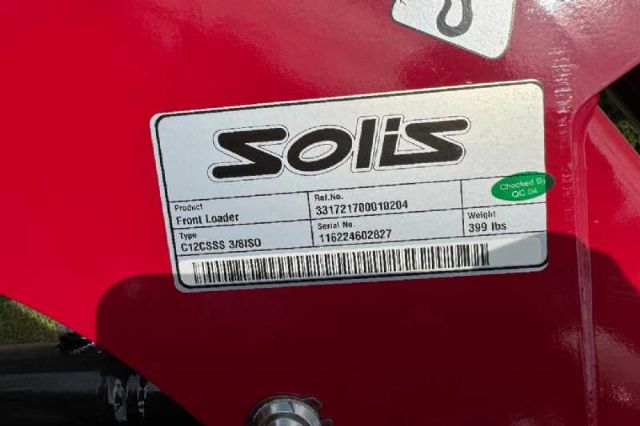 Solis
Product
Front Loader
Ref.No.
331721700010204
Checked By
QC 04
Type
C12CSSS 3/8ISO
Serial No.
116224602827
Weight
399 lbs